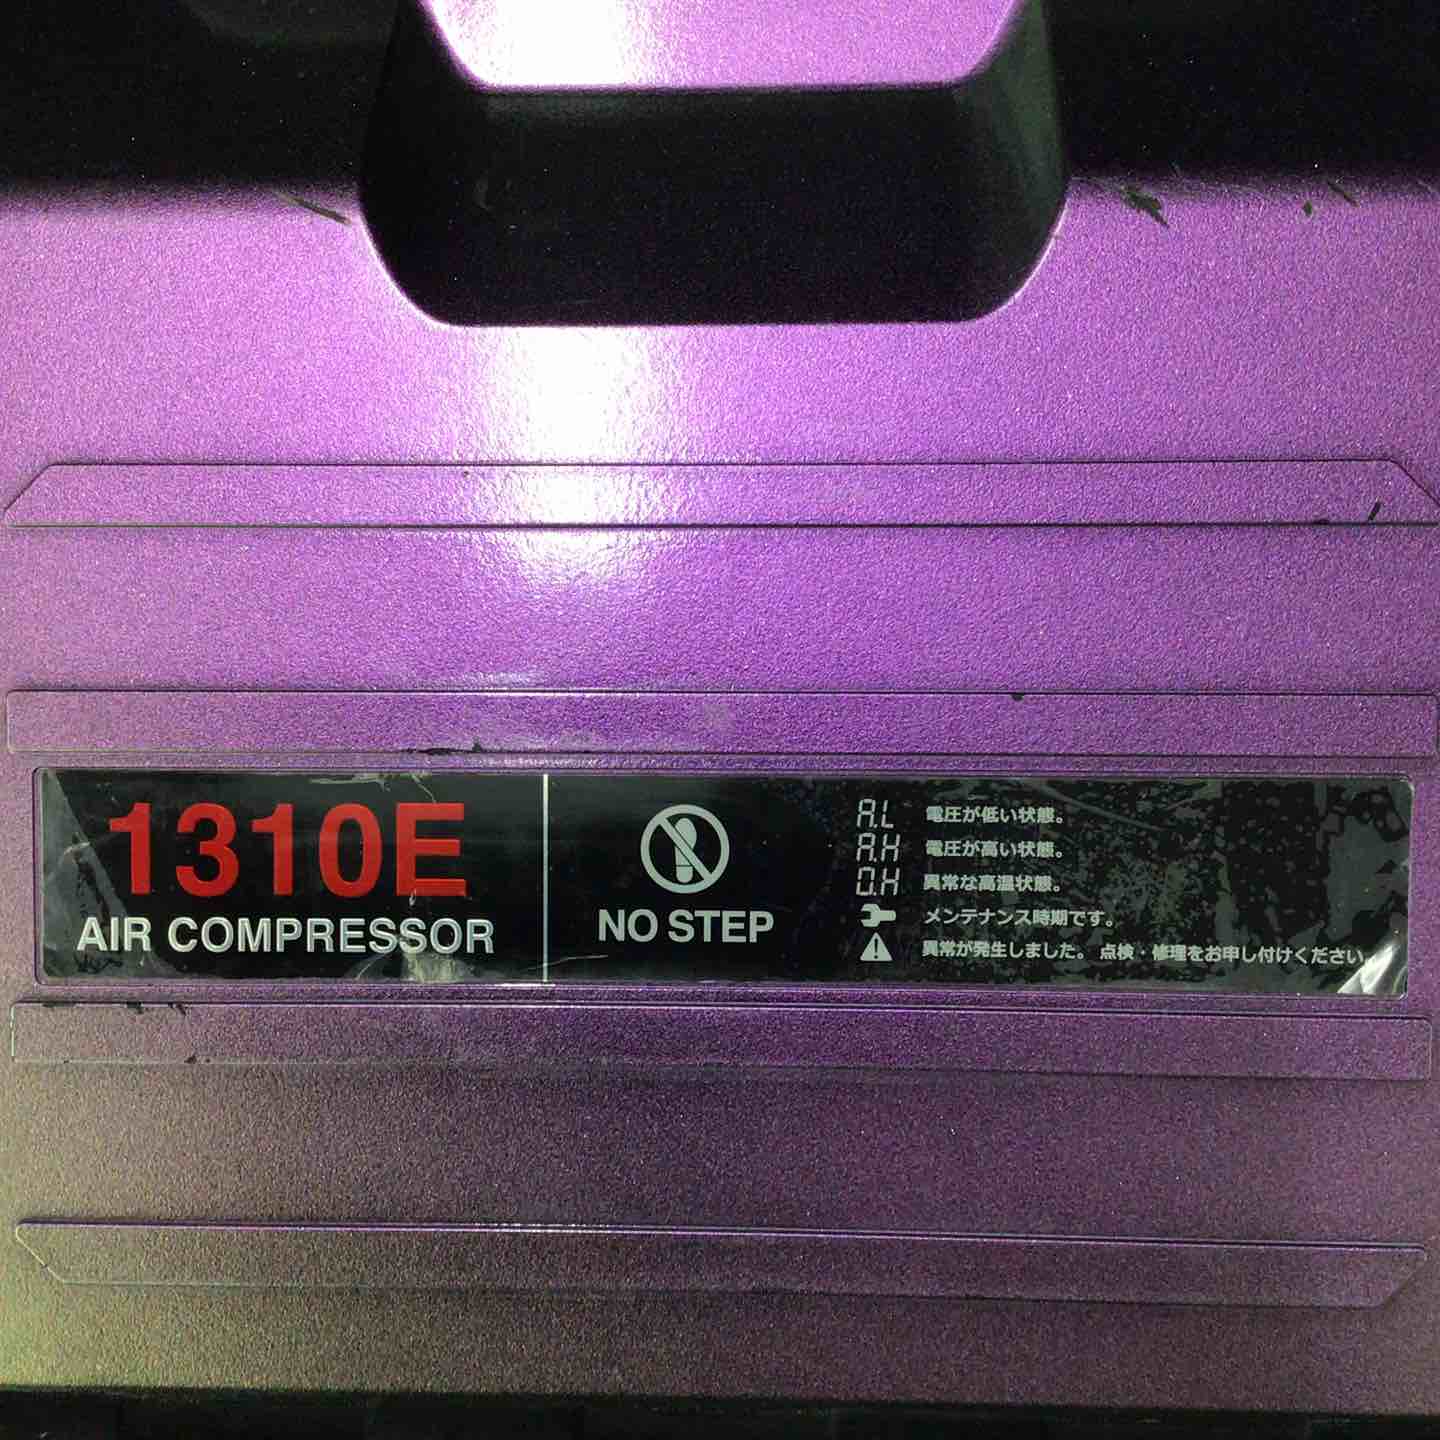 1310E
AIR COMPRESSOR
NO STEP
A.L 電圧が低い状態。
A.H 電圧が高い状態。
O.H 異常な高温状態。
メンテナンス時期です。
異常が発生しました。点検・修理をお申し付けください。